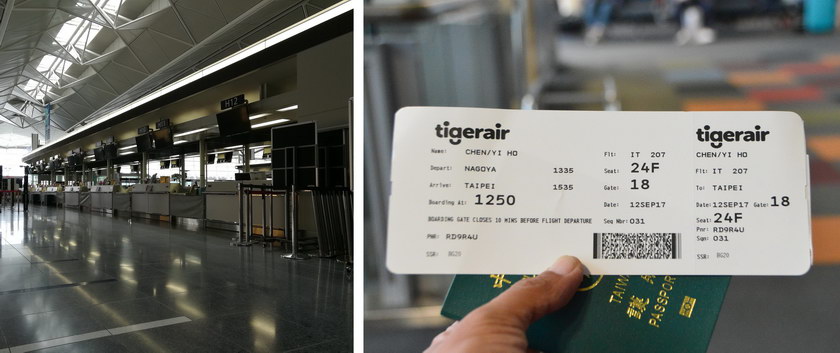 tigerair
Name: CHEN/YI HO
Depart: NAGOYA 1335
Arrive: TAIPEI 1535
Boarding At: 1250
BOARDING GATE CLOSES 10 MINS BEFORE FLIGHT DEPARTURE
PNR: RD9R4U
SSR: BG20
Flt: IT 207
Seat: 24F
Gate: 18
Date: 12SEP17
Seq Nbr: 031
tigerair
CHEN/YI HO
Flt: IT 207
To: TAIPEI
Date: 12SEP17 Gate: 18
Seat: 24F
Pnr: RD9R4U
Sqn: 031
SSR: BG20
TAIWA
PASSPOR